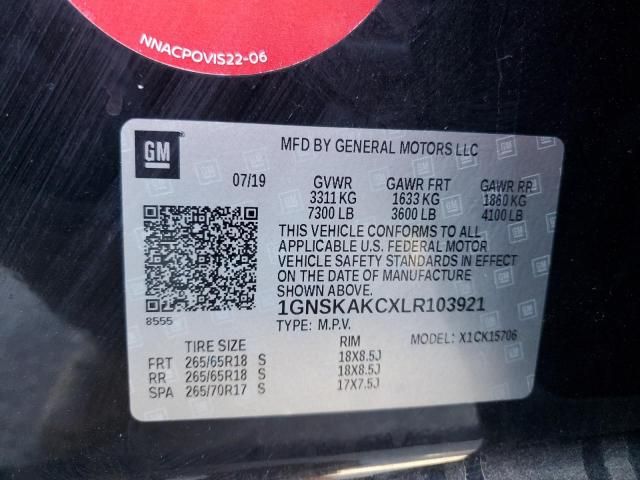 NNACPOVIS22-06
GM
MFD BY GENERAL MOTORS LLC
07/19 GVWR GAWR FRT GAWR RR
3311 KG 1633 KG 1860 KG
7300 LB 3600 LB 4100 LB
THIS VEHICLE CONFORMS TO ALL
APPLICABLE U.S. FEDERAL MOTOR
VEHICLE SAFETY STANDARDS IN EFFECT
ON THE DATE OF MANUFACTURE
SHOWN ABOVE.
1GNSKAKCXLR103921
8555 TYPE: M.P.V. MODEL: X1CK15706
TIRE SIZE RIM
FRT 265/65R18 S 18X8.5J
RR 265/65R18 S 18X8.5J
SPA 265/70R17 S 17X7.5J